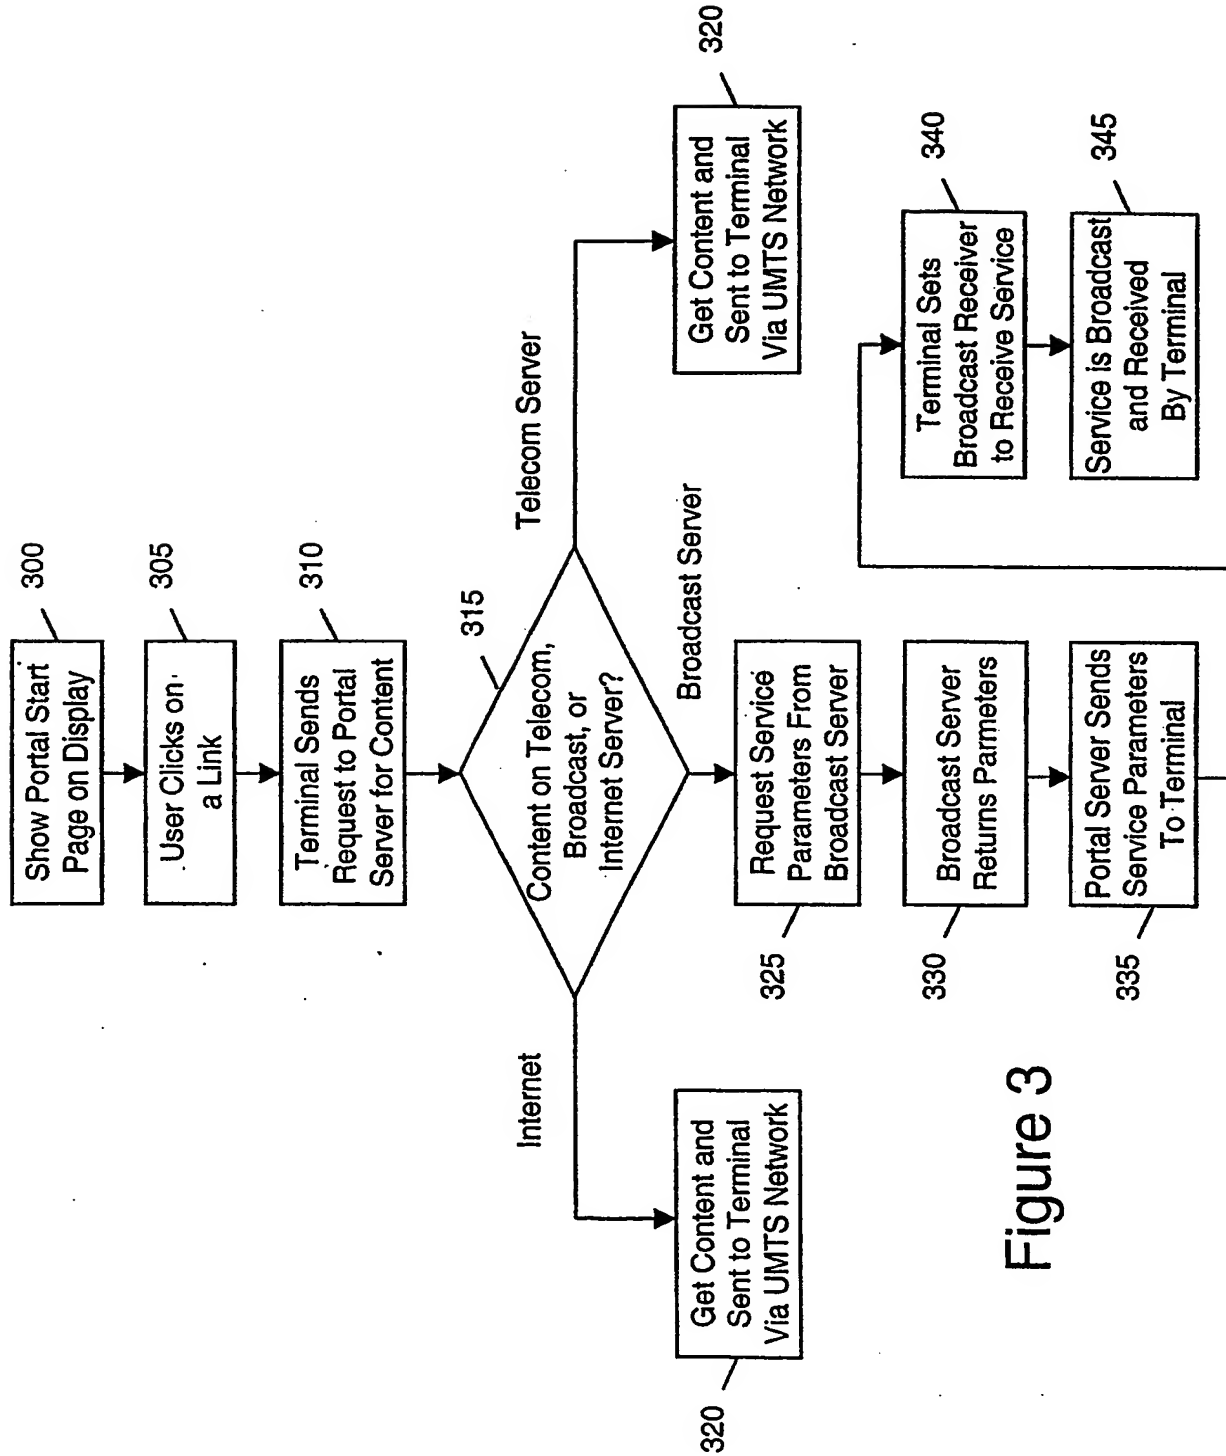 300
Show Portal Start
Page on Display
305
User Clicks on
a Link
310
Terminal Sends
Request to Portal
Server for Content
315
Content on Telecom,
Broadcast, or
Internet Server?
Internet
Telecom Server
Broadcast Server
320
Get Content and
Sent to Terminal
Via UMTS Network
320
Get Content and
Sent to Terminal
Via UMTS Network
325
Request Service
Parameters From
Broadcast Server
330
Broadcast Server
Returns Parmeters
335
Portal Server Sends
Service Parameters
To Terminal
340
Terminal Sets
Broadcast Receiver
to Receive Service
345
Service is Broadcast
and Received
By Terminal
Figure 3